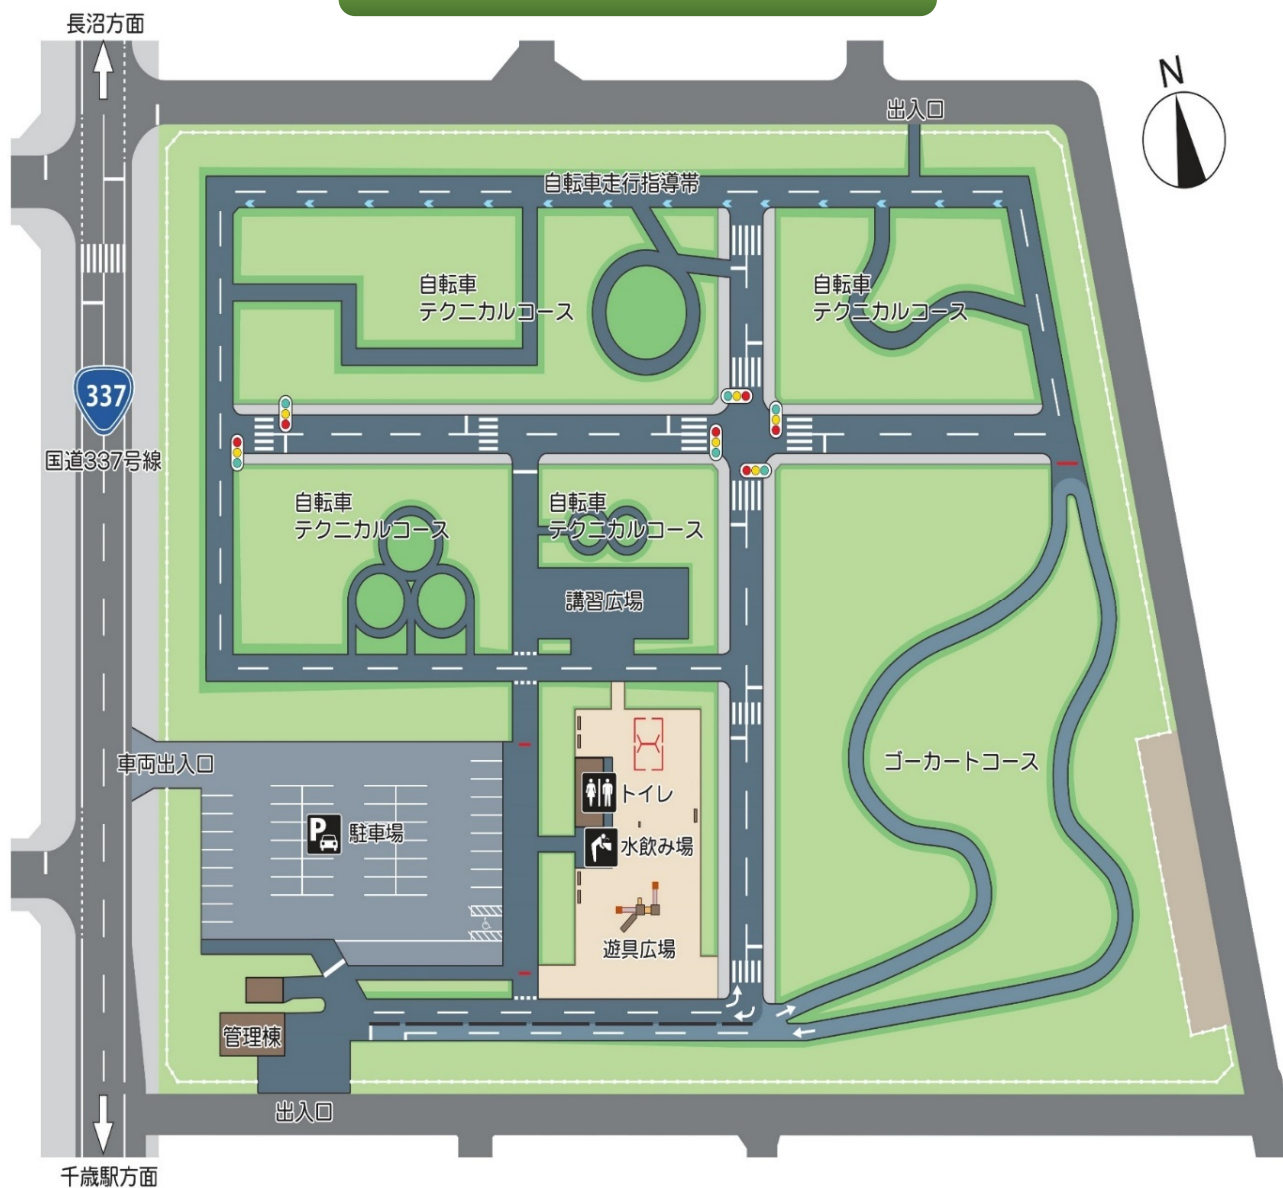 長沼方面
N
出入口
自転車走行指導帯
自転車
テクニカルコース
自転車
テクニカルコース
337
国道337号線
自転車
テクニカルコース
自転車
テクニカルコース
講習広場
車両出入口
P
駐車場
トイレ
水飲み場
遊具広場
ゴーカートコース
管理棟
出入口
千歳駅方面